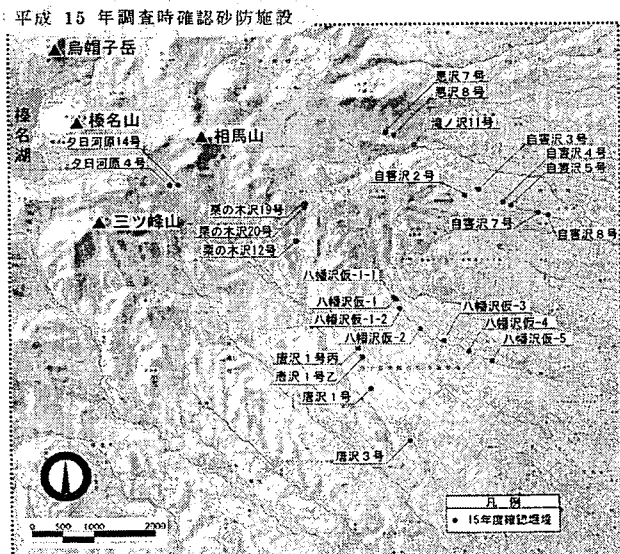 平成 15 年調査時確認砂防施設
▲烏帽子岳
榛名湖
▲榛名山
夕日河原14号
夕日河原4号
▲相馬山
▲三ツ峰山
悪沢7号
悪沢8号
滝ノ沢11号
自害沢3号
自害沢4号
自害沢5号
自害沢2号
自害沢7号
自害沢8号
栗の木沢19号
栗の木沢20号
栗の木沢12号
八幡沢仮-1-1
八幡沢仮-1
八幡沢仮-1-2
八幡沢仮-2
八幡沢仮-3
八幡沢仮-4
八幡沢仮-5
唐沢1号丙
唐沢1号乙
唐沢1号
唐沢3号
0 500 1000 2000
凡 例
● 15年度確認堰堤